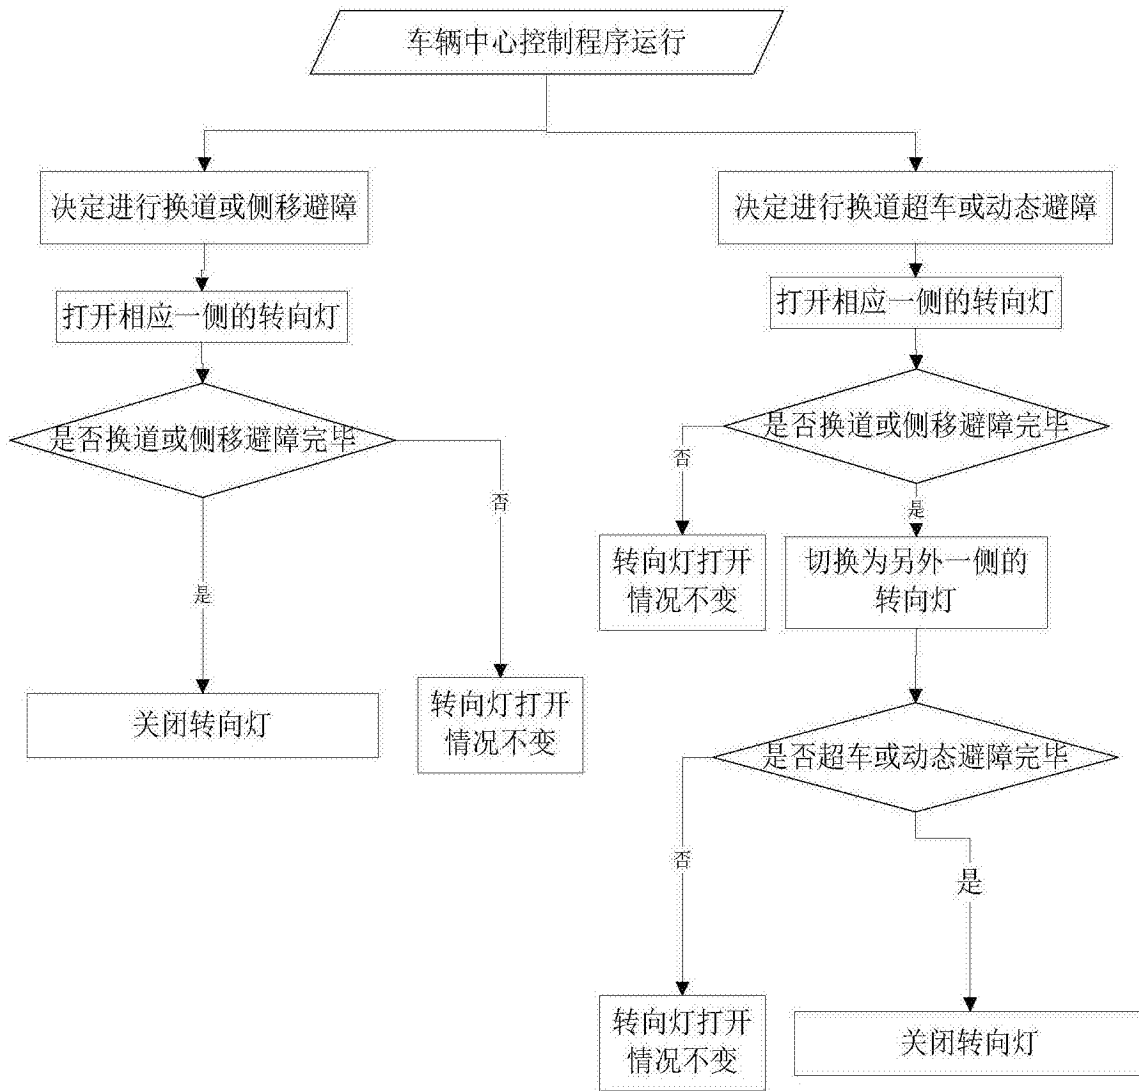 车辆中心控制程序运行
决定进行换道或侧移避障
决定进行换道超车或动态避障
打开相应一侧的转向灯
打开相应一侧的转向灯
是否换道或侧移避障完毕
是否换道或侧移避障完毕
否
否
是
转向灯打开
情况不变
切换为另外一侧的
转向灯
是
关闭转向灯
转向灯打开
情况不变
是否超车或动态避障完毕
否
是
转向灯打开
情况不变
关闭转向灯